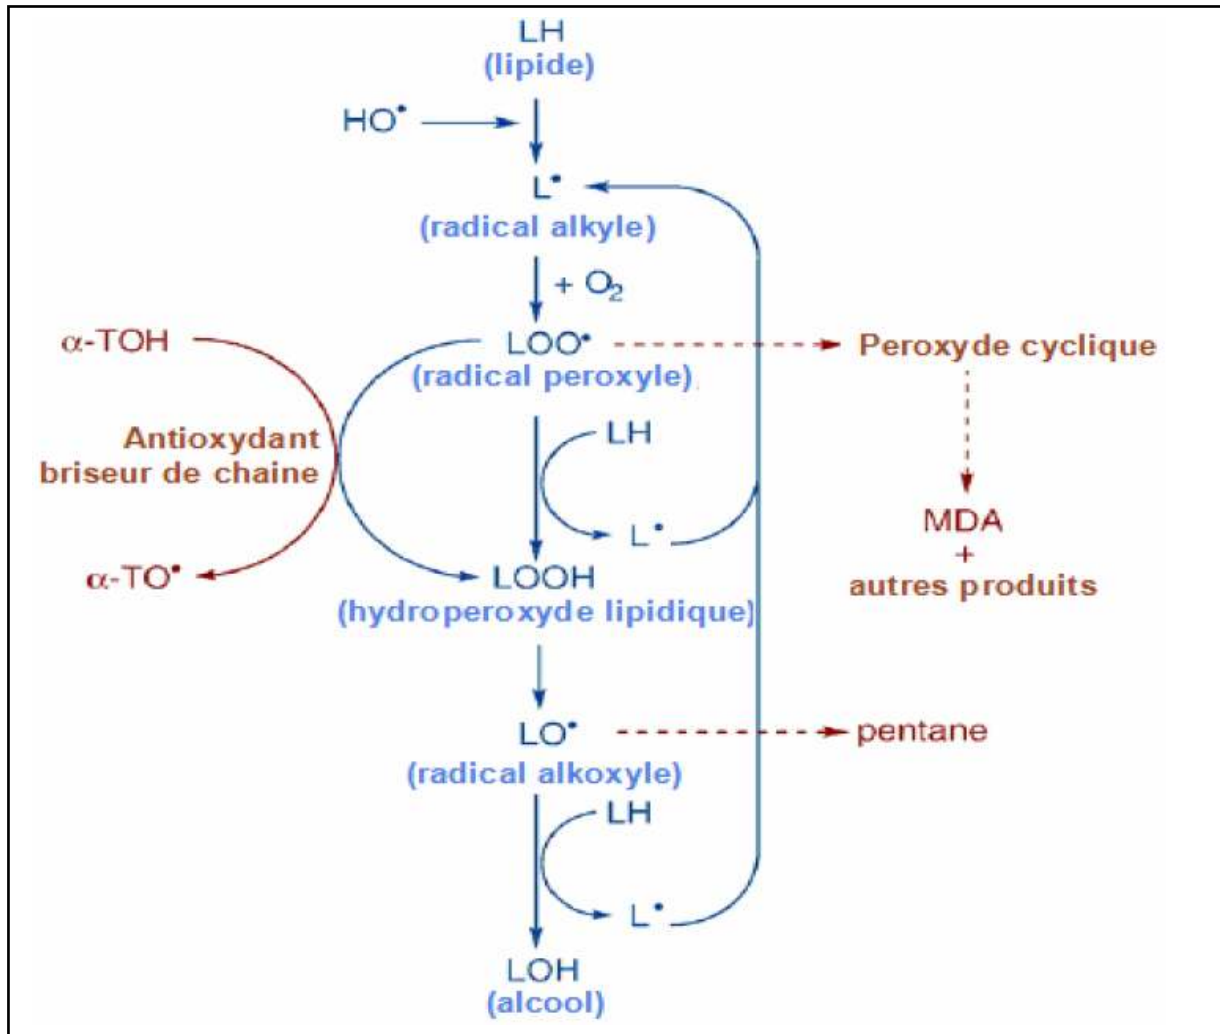 LH
(lipide)
HO•
L•
(radical alkyle)
+ O₂
α-TOH
LOO•
Peroxyde cyclique
(radical peroxyle)
LH
Antioxydant
briseur de chaine
MDA
L•
+
α-TO•
LOOH
autres produits
(hydroperoxyde lipidique)
LO•
pentane
(radical alkoxyle)
LH
L•
LOH
(alcool)